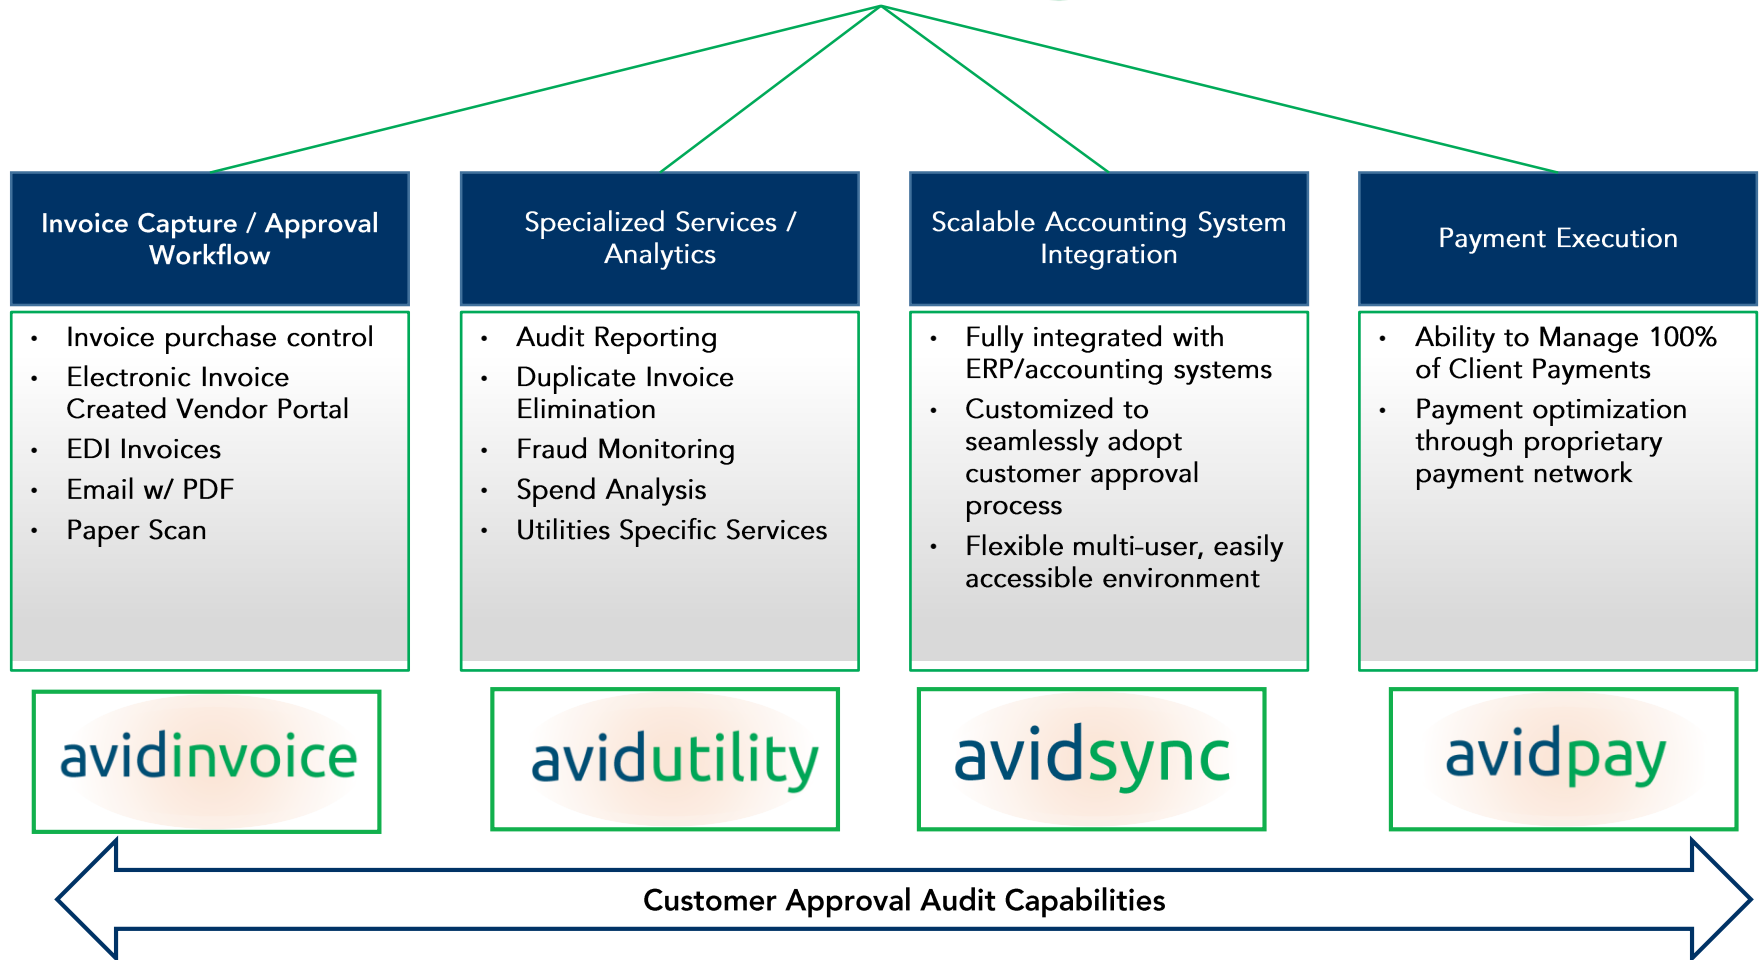 Invoice Capture / Approval
Workflow
Specialized Services /
Analytics
Scalable Accounting System
Integration
Payment Execution
• Invoice purchase control
• Electronic Invoice
Created Vendor Portal
• EDI Invoices
• Email w/ PDF
• Paper Scan
• Audit Reporting
• Duplicate Invoice
Elimination
• Fraud Monitoring
• Spend Analysis
• Utilities Specific Services
• Fully integrated with
ERP/accounting systems
• Customized to
seamlessly adopt
customer approval
process
• Flexible multi-user, easily
accessible environment
• Ability to Manage 100%
of Client Payments
• Payment optimization
through proprietary
payment network
avidinvoice
avidutility
avidsync
avidpay
Customer Approval Audit Capabilities